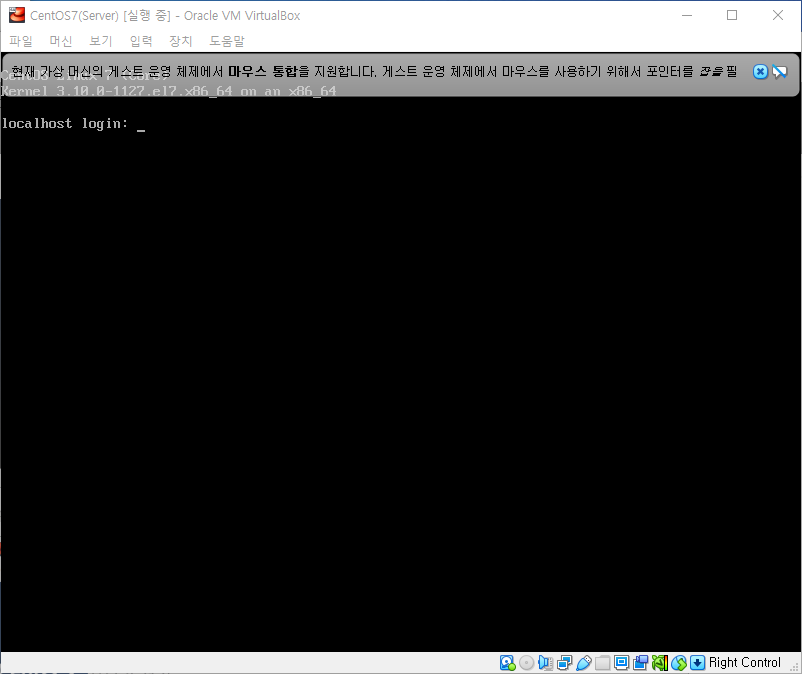 CentOS7(Server) [실행 중] - Oracle VM VirtualBox
파일 머신 보기 입력 장치 도움말
현재 가상 머신의 게스트 운영 체제에서 마우스 통합을 지원합니다. 게스트 운영 체제에서 마우스를 사용하기 위해서 포인터를 잡을 필
CentOS Linux 7 (Core)
Kernel 3.10.0-1127.el7.x86_64 on an x86_64
localhost login: _
Right Control